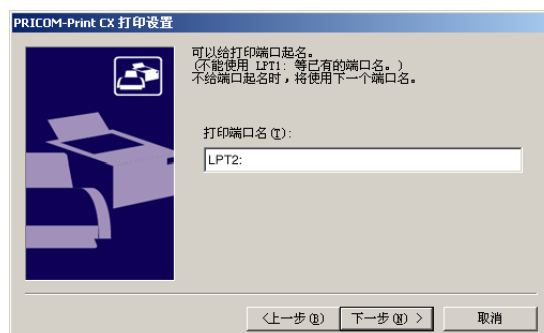 PRICOM-Print CX 打印设置
可以给打印端口起名。
(不能使用 LPT1: 等已有的端口名。)
不给端口起名时，将使用下一个端口名。
打印端口名(T):
LPT2:
<上一步(B) 下一步(N) > 取消